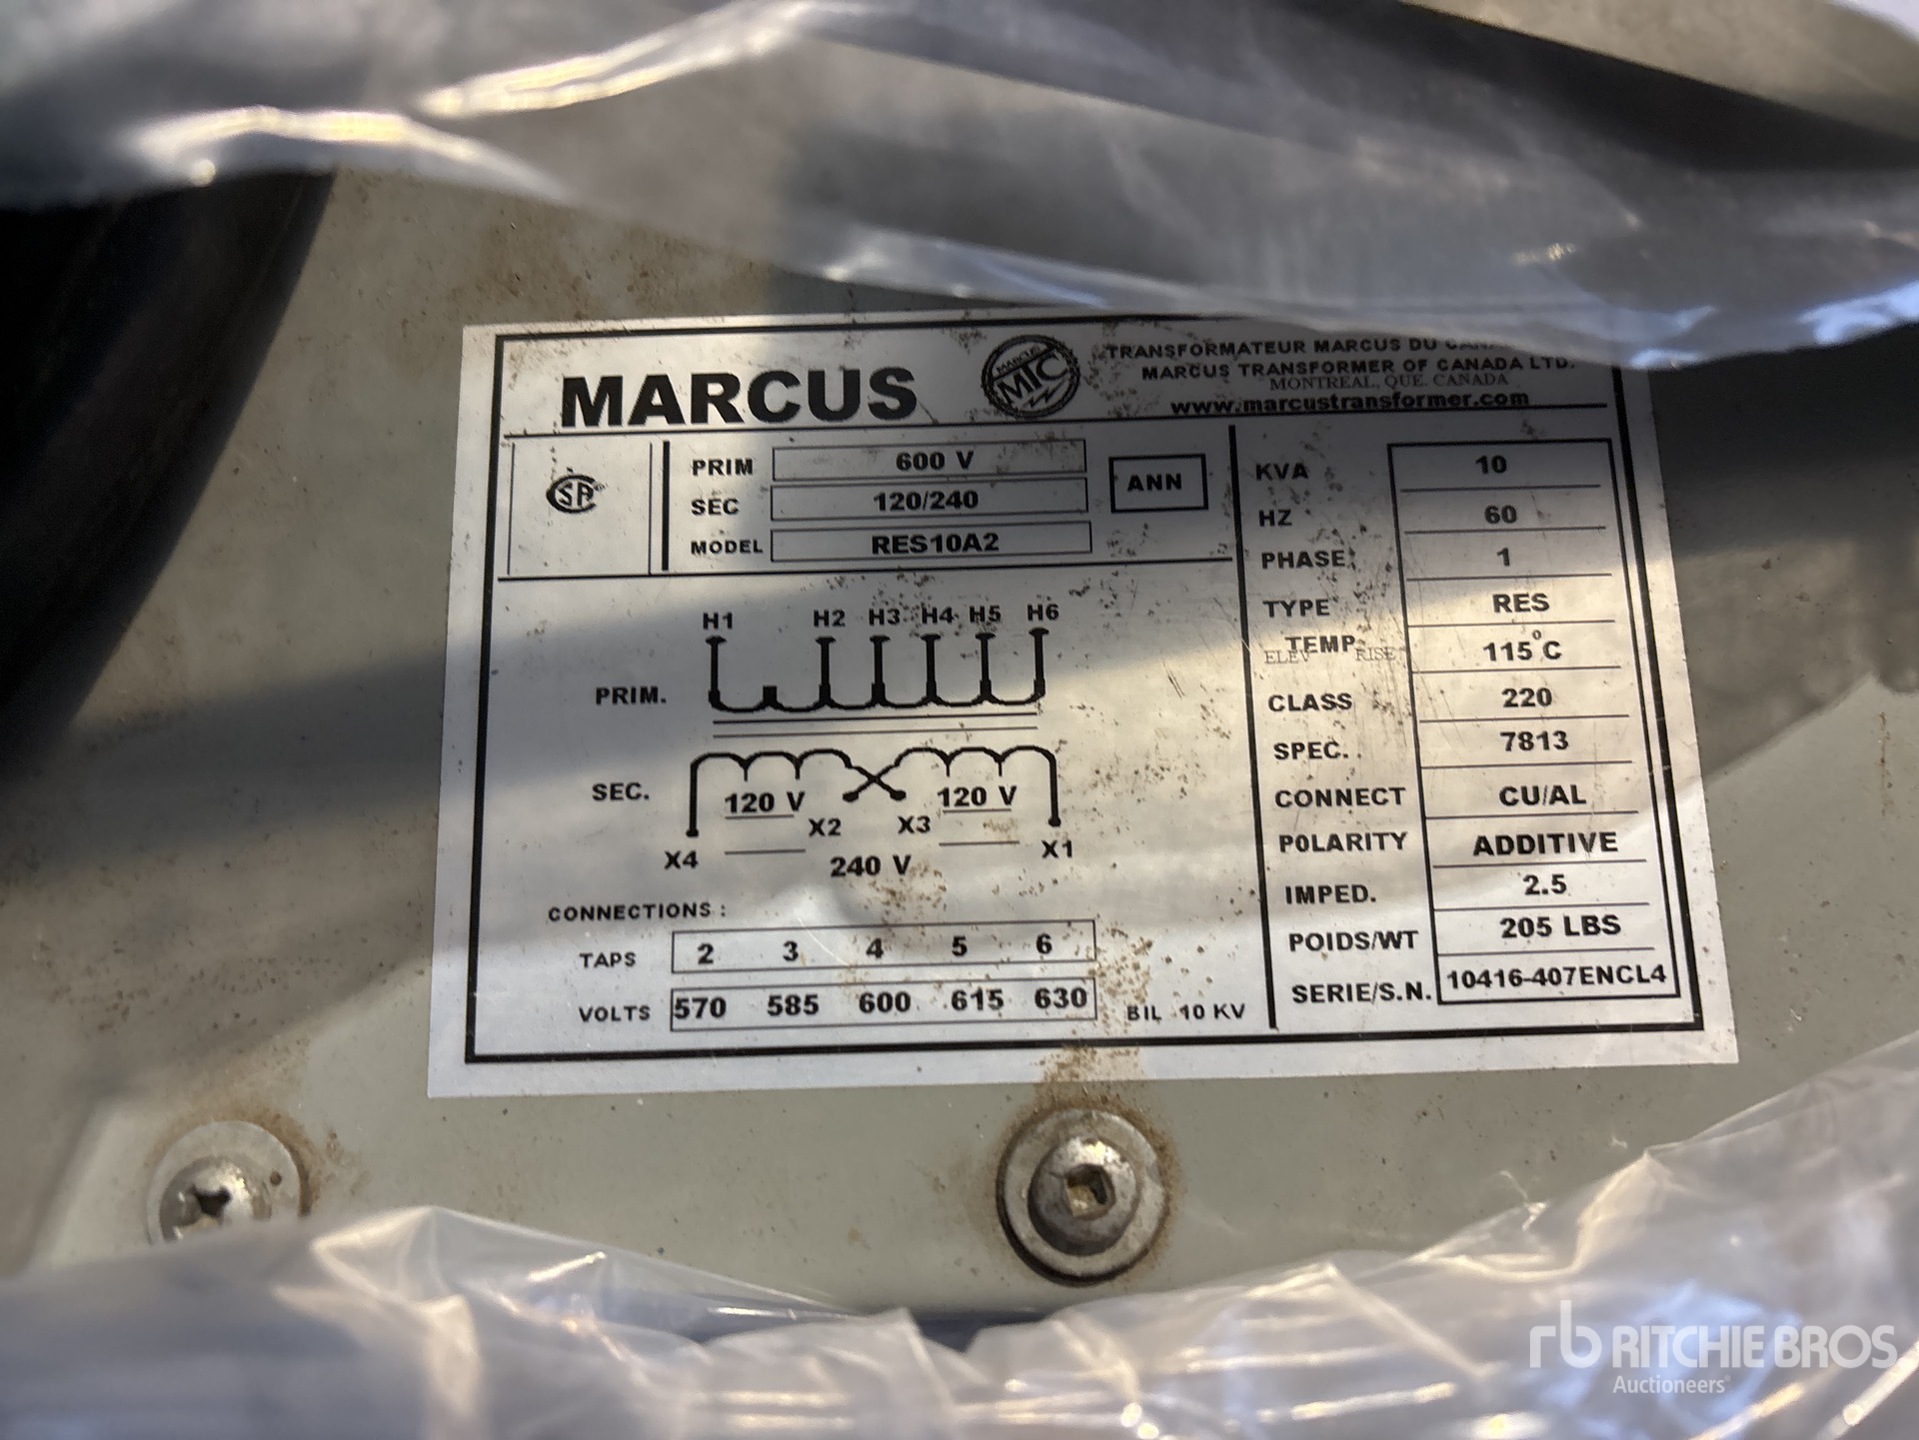 MARCUS
MARCUS
MTC
TRANSFORMATEUR MARCUS DU
MARCUS TRANSFORMER OF CANADA LTD.
MONTREAL, QUE. CANADA
www.marcustransformer.com
PRIM 600 V
SEC 120/240
MODEL RES10A2
ANN
KVA 10
HZ 60
PHASE 1
TYPE RES
ELEV TEMP RISE 115°C
CLASS 220
SPEC. 7813
CONNECT CU/AL
POLARITY ADDITIVE
IMPED. 2.5
POIDS/WT 205 LBS
SERIE/S.N. 10416-407ENCL4
H1 H2 H3 H4 H5 H6
PRIM.
SEC.
120 V 120 V
X2 X3
X4 X1
240 V
CONNECTIONS :
TAPS 2 3 4 5 6
VOLTS 570 585 600 615 630
BIL 10 KV
rb RITCHIE BROS
Auctioneers